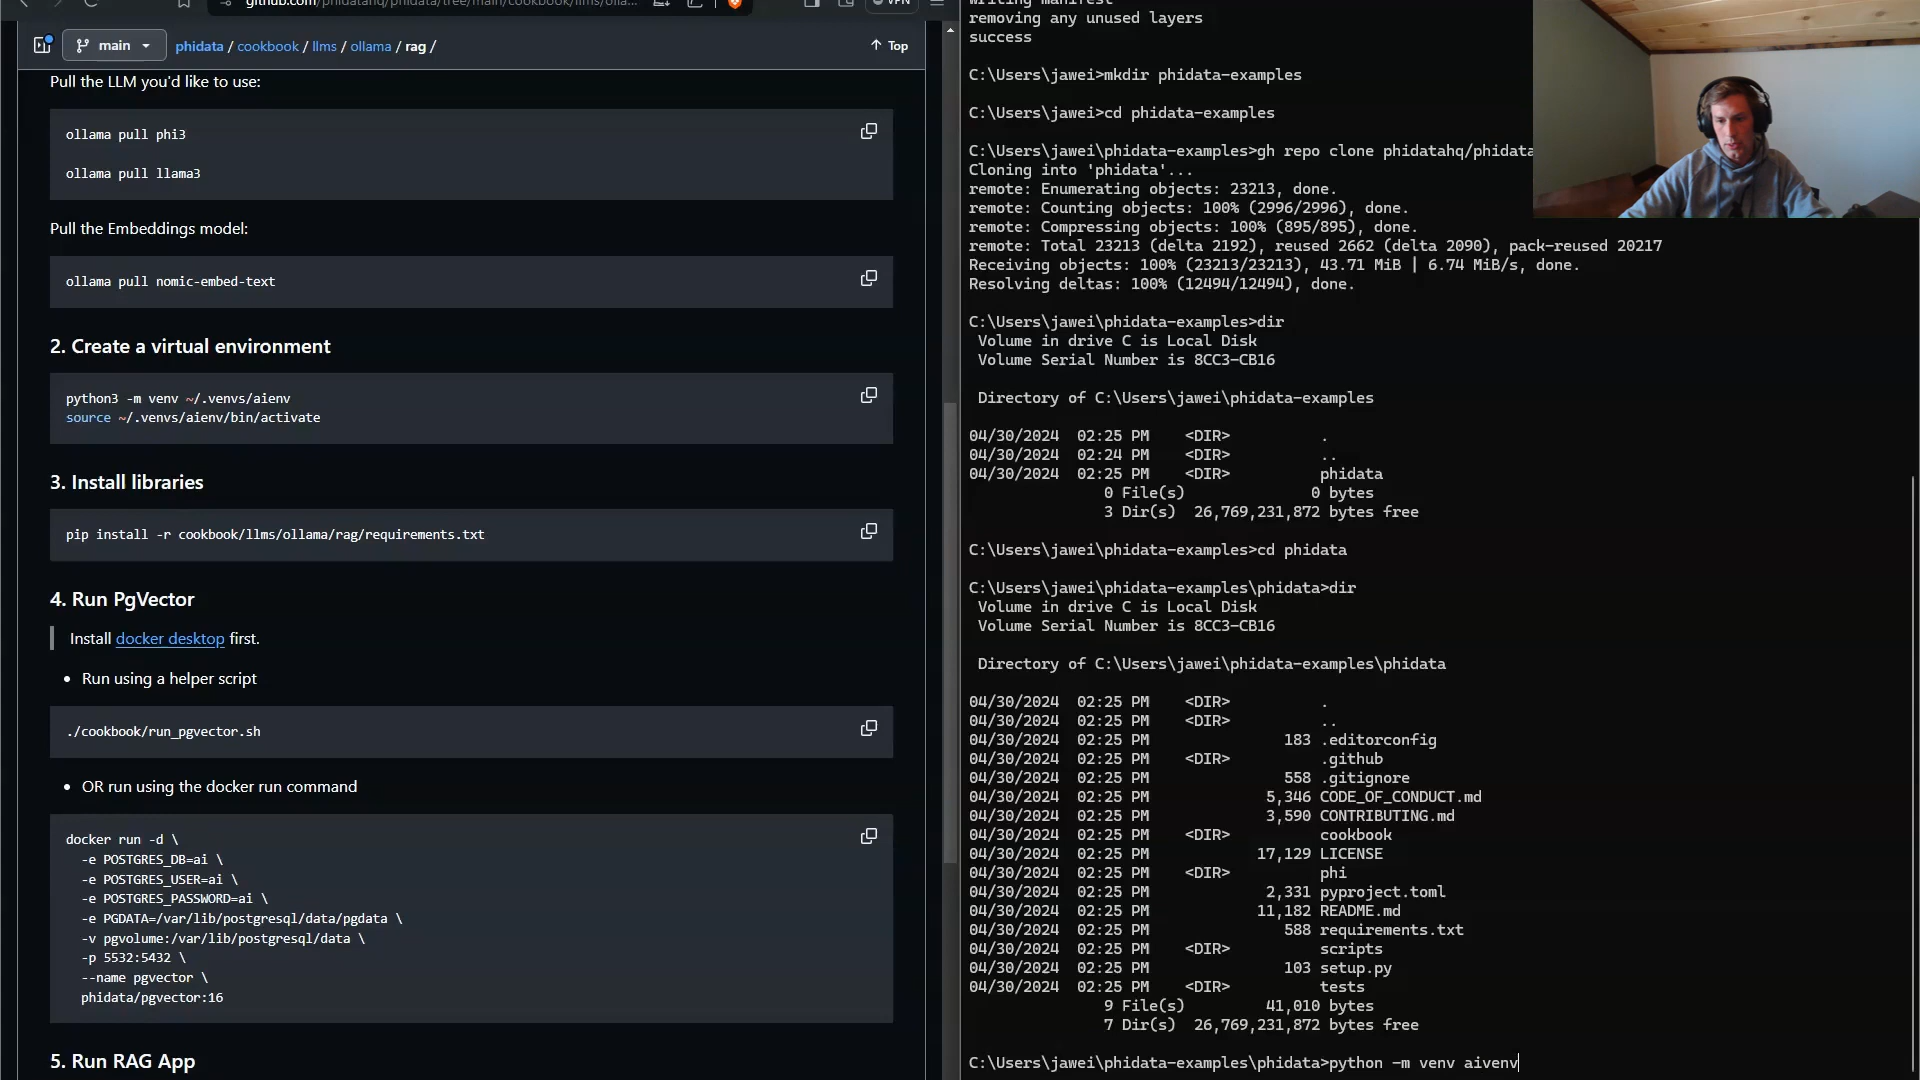 github.com/phidatahq/phidata/tree/main/cookbook/llms/olla...
VPN
main
phidata / cookbook / llms / ollama / rag /
Top
Pull the LLM you'd like to use:
ollama pull phi3
ollama pull llama3
Pull the Embeddings model:
ollama pull nomic-embed-text
2. Create a virtual environment
python3 -m venv ~/.venvs/aienv
source ~/.venvs/aienv/bin/activate
3. Install libraries
pip install -r cookbook/llms/ollama/rag/requirements.txt
4. Run PgVector
Install docker desktop first.
• Run using a helper script
./cookbook/run_pgvector.sh
• OR run using the docker run command
docker run -d \
-e POSTGRES_DB=ai \
-e POSTGRES_USER=ai \
-e POSTGRES_PASSWORD=ai \
-e PGDATA=/var/lib/postgresql/data/pgdata \
-v pgvolume:/var/lib/postgresql/data \
-p 5532:5432 \
--name pgvector \
phidata/pgvector:16
5. Run RAG App
writing manifest
removing any unused layers
success
C:\Users\jawei>mkdir phidata-examples
C:\Users\jawei>cd phidata-examples
C:\Users\jawei\phidata-examples>gh repo clone phidatahq/phidata
Cloning into 'phidata'...
remote: Enumerating objects: 23213, done.
remote: Counting objects: 100% (2996/2996), done.
remote: Compressing objects: 100% (895/895), done.
remote: Total 23213 (delta 2192), reused 2662 (delta 2090), pack-reused 20217
Receiving objects: 100% (23213/23213), 43.71 MiB | 6.74 MiB/s, done.
Resolving deltas: 100% (12494/12494), done.
C:\Users\jawei\phidata-examples>dir
Volume in drive C is Local Disk
Volume Serial Number is 8CC3-CB16
Directory of C:\Users\jawei\phidata-examples
04/30/2024 02:25 PM <DIR> .
04/30/2024 02:24 PM <DIR> ..
04/30/2024 02:25 PM <DIR> phidata
0 File(s) 0 bytes
3 Dir(s) 26,769,231,872 bytes free
C:\Users\jawei\phidata-examples>cd phidata
C:\Users\jawei\phidata-examples\phidata>dir
Volume in drive C is Local Disk
Volume Serial Number is 8CC3-CB16
Directory of C:\Users\jawei\phidata-examples\phidata
04/30/2024 02:25 PM <DIR> .
04/30/2024 02:25 PM <DIR> ..
04/30/2024 02:25 PM 183 .editorconfig
04/30/2024 02:25 PM <DIR> .github
04/30/2024 02:25 PM 558 .gitignore
04/30/2024 02:25 PM 5,346 CODE_OF_CONDUCT.md
04/30/2024 02:25 PM 3,590 CONTRIBUTING.md
04/30/2024 02:25 PM <DIR> cookbook
04/30/2024 02:25 PM 17,129 LICENSE
04/30/2024 02:25 PM <DIR> phi
04/30/2024 02:25 PM 2,331 pyproject.toml
04/30/2024 02:25 PM 11,182 README.md
04/30/2024 02:25 PM 588 requirements.txt
04/30/2024 02:25 PM <DIR> scripts
04/30/2024 02:25 PM 103 setup.py
04/30/2024 02:25 PM <DIR> tests
9 File(s) 41,010 bytes
7 Dir(s) 26,769,231,872 bytes free
C:\Users\jawei\phidata-examples\phidata>python -m venv aivenv